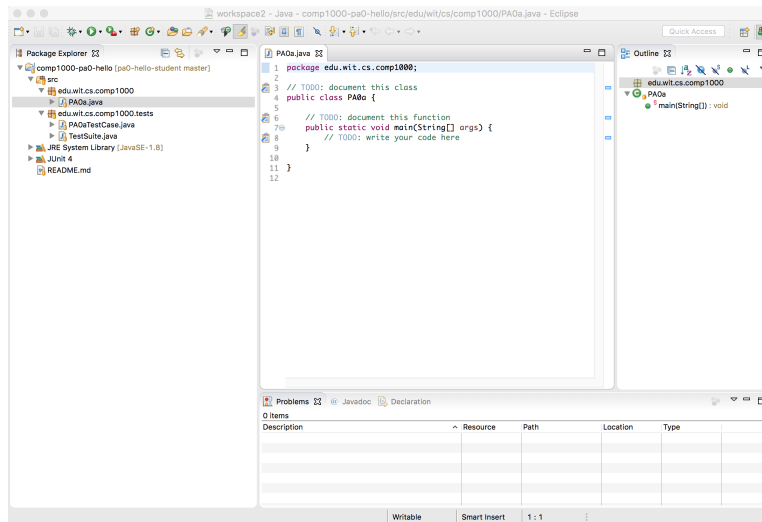 workspace2 - Java - comp1000-pa0-hello/src/edu/wit/cs/comp1000/PA0a.java - Eclipse
Quick Access
Package Explorer
comp1000-pa0-hello [pa0-hello-student master]
src
edu.wit.cs.comp1000
PA0a.java
edu.wit.cs.comp1000.tests
PA0aTestCase.java
TestSuite.java
JRE System Library [JavaSE-1.8]
JUnit 4
README.md
PA0a.java
1 package edu.wit.cs.comp1000;
2
3 // TODO: document this class
4 public class PA0a {
5
6 // TODO: document this function
7 public static void main(String[] args) {
8 // TODO: write your code here
9 }
10
11 }
12
Outline
edu.wit.cs.comp1000
PA0a
main(String[]) : void
Problems @ Javadoc Declaration
0 items
Description Resource Path Location Type
Writable Smart Insert 1 : 1